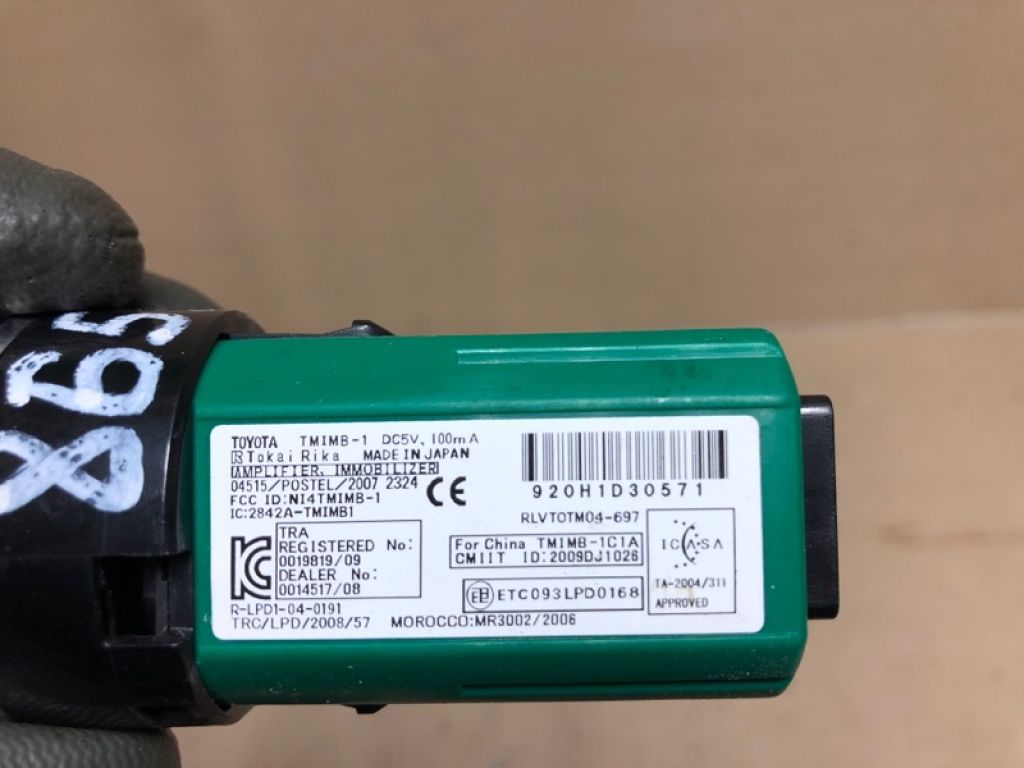 865
TOYOTA TMIMB-1 DC5V, 100mA
Tokai Rika MADE IN JAPAN
AMPLIFIER, IMMOBILIZER
04515/POSTEL/2007 2324
FCC ID:NI4TMIMB-1
IC:2842A-TMIMB1
CE
TRA
REGISTERED No:
0019819/09
DEALER No:
0014517/08
R-LPD1-04-0191
TRC/LPD/2008/57
MOROCCO:MR3002/2006
920H1D30571
RLVTOTM04-697
For China TMIMB-1C1A
CMIIT ID:2009DJ1026
ETC093LPD0168
ICASA
TA-2004/311
APPROVED